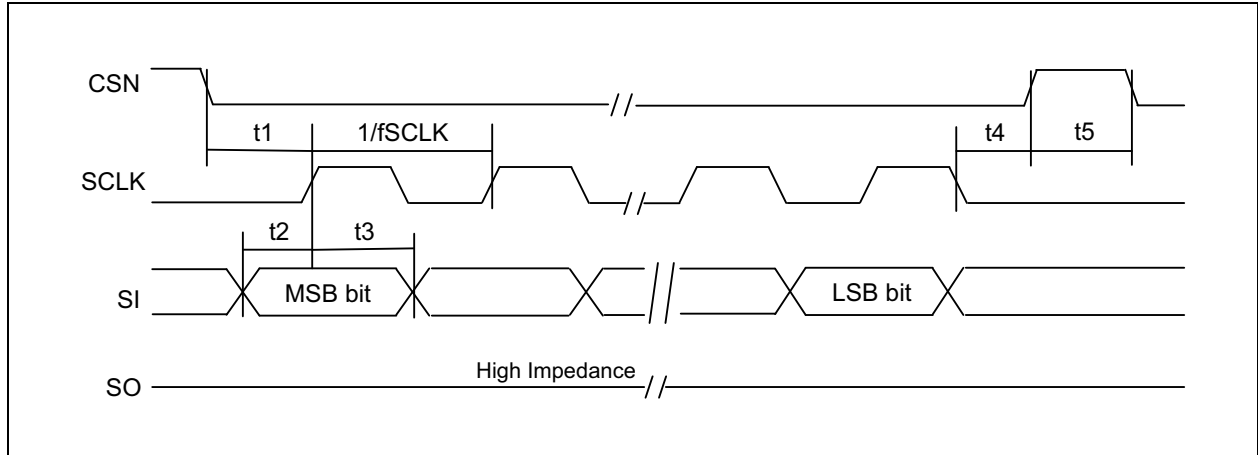 CSN
t1
1/fSCLK
t4
t5
SCLK
t2
t3
SI
MSB bit
LSB bit
High Impedance
SO